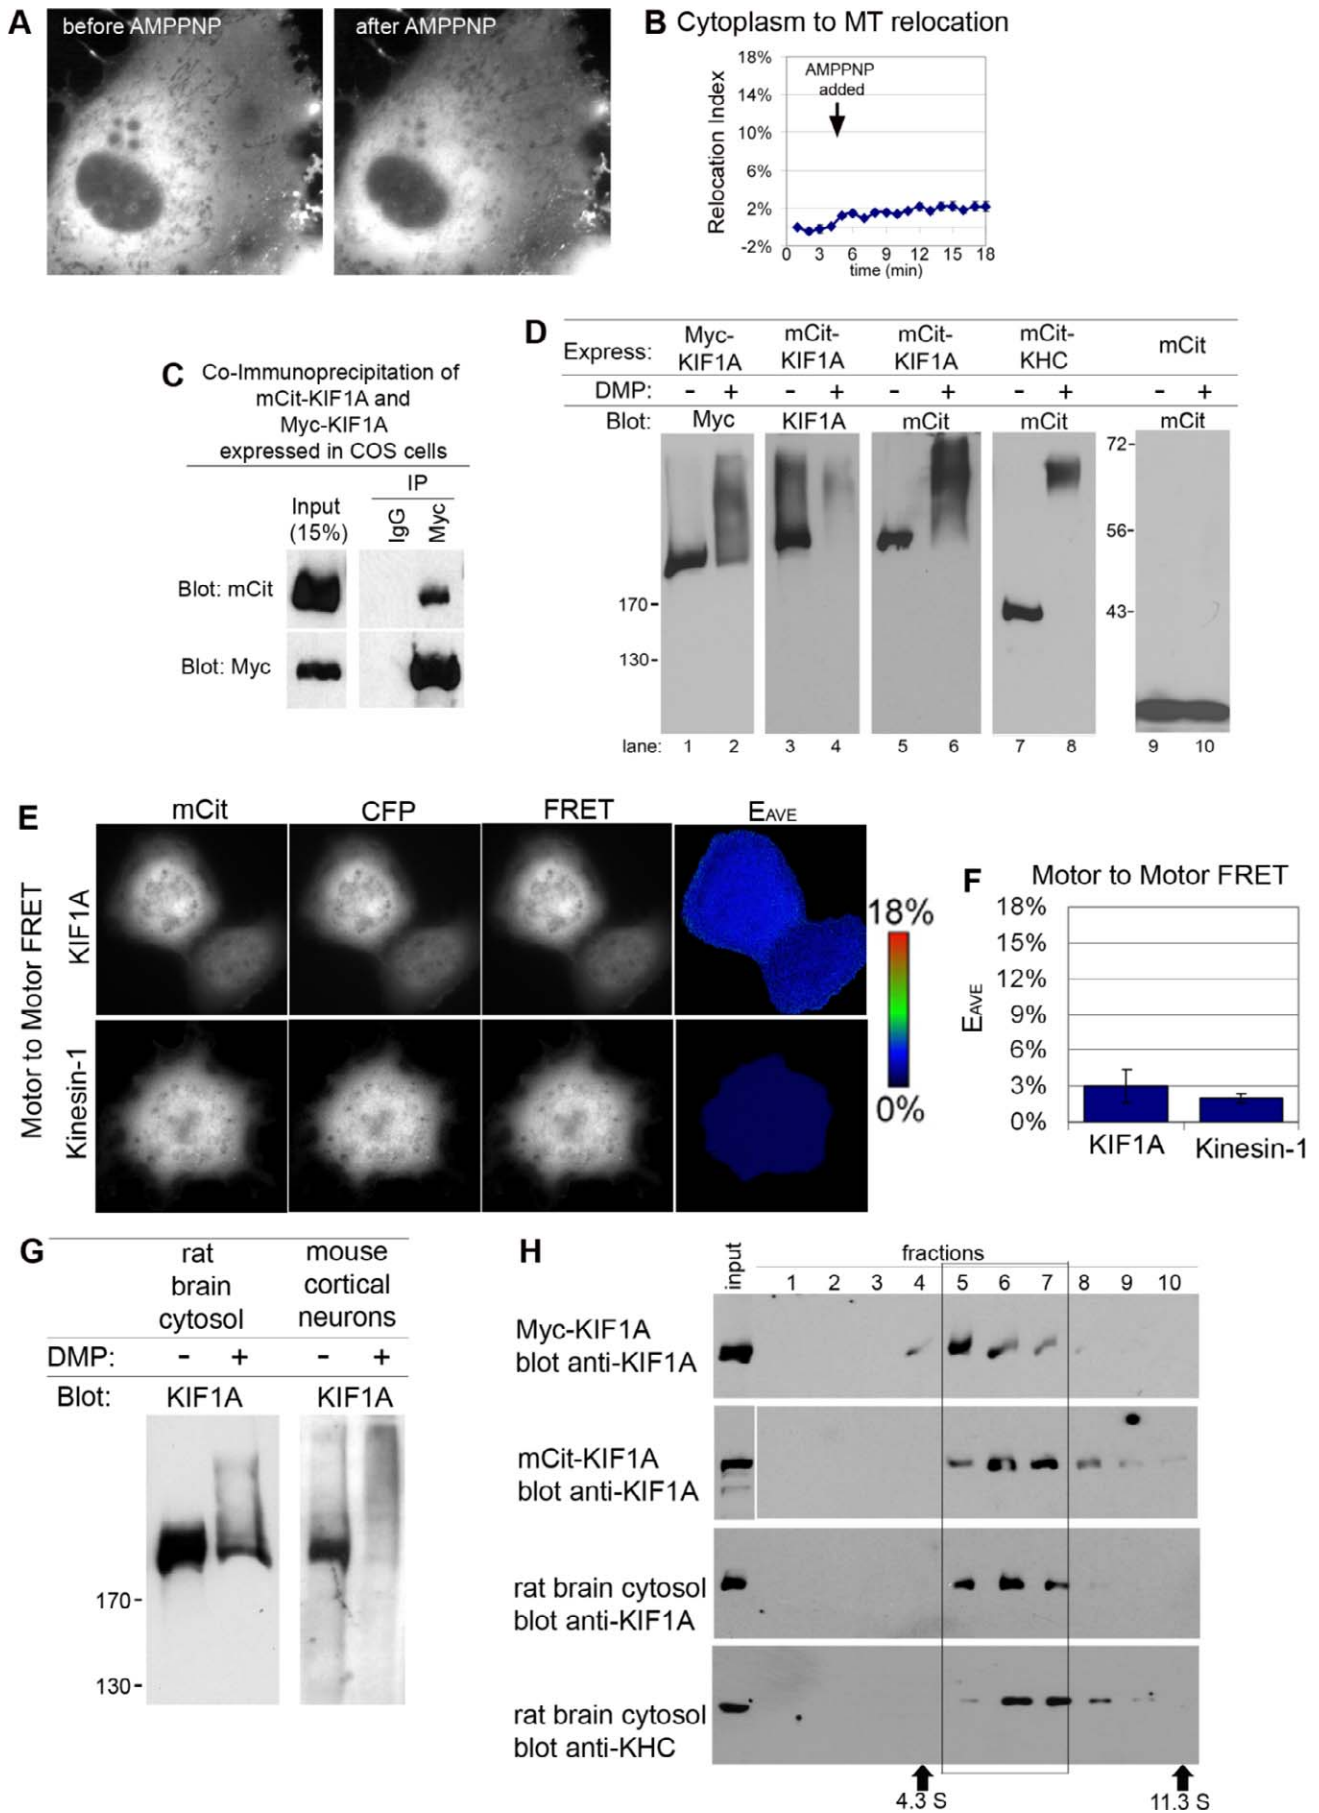 A
before AMPPNP
after AMPPNP
B Cytoplasm to MT relocation
Relocation Index
18%
14%
10%
6%
2%
-2%
AMPPNP
added
0 3 6 9 12 15 18
time (min)
C Co-Immunoprecipitation of
mCit-KIF1A and
Myc-KIF1A
expressed in COS cells
Input
(15%)
IP
IgG
Myc
Blot: mCit
Blot: Myc
D
Express: Myc-KIF1A mCit-KIF1A mCit-KIF1A mCit-KHC mCit
DMP: - + - + - + - + - +
Blot: Myc KIF1A mCit mCit mCit
170-
130-
72-
56-
43-
lane: 1 2 3 4 5 6 7 8 9 10
E
mCit CFP FRET EAVE
Motor to Motor FRET
KIF1A
Kinesin-1
18%
0%
F Motor to Motor FRET
EAVE
18%
15%
12%
9%
6%
3%
0%
KIF1A Kinesin-1
G
rat
brain
cytosol
mouse
cortical
neurons
DMP: - + - +
Blot: KIF1A KIF1A
170-
130-
H
input
fractions
1 2 3 4 5 6 7 8 9 10
Myc-KIF1A
blot anti-KIF1A
mCit-KIF1A
blot anti-KIF1A
rat brain cytosol
blot anti-KIF1A
rat brain cytosol
blot anti-KHC
4.3 S
11.3 S